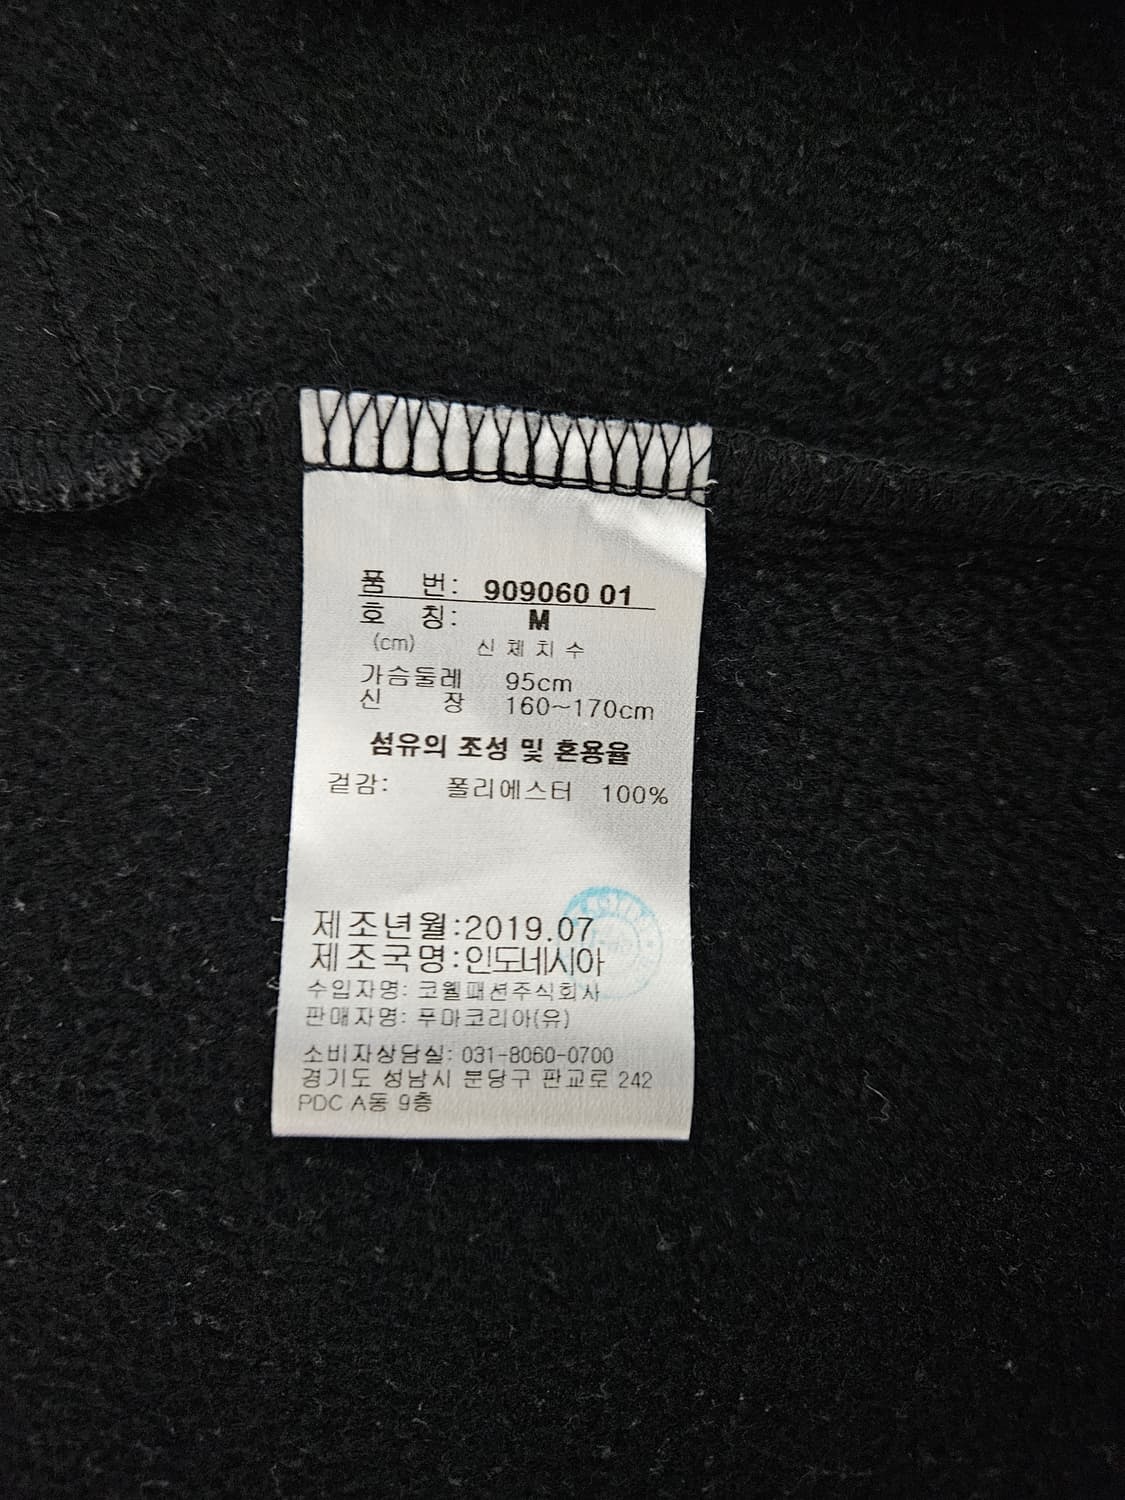 품 번: 909060 01
호 칭: M
(cm) 신체치수
가슴둘레 95cm
신 장 160~170cm
섬유의 조성 및 혼용율
겉감: 폴리에스터 100%
제조년월:2019.07
제조국명:인도네시아
수입자명: 코웰패션주식회사
판매자명: 푸마코리아(유)
소비자상담실: 031-8060-0700
경기도 성남시 분당구 판교로 242
PDC A동 9층